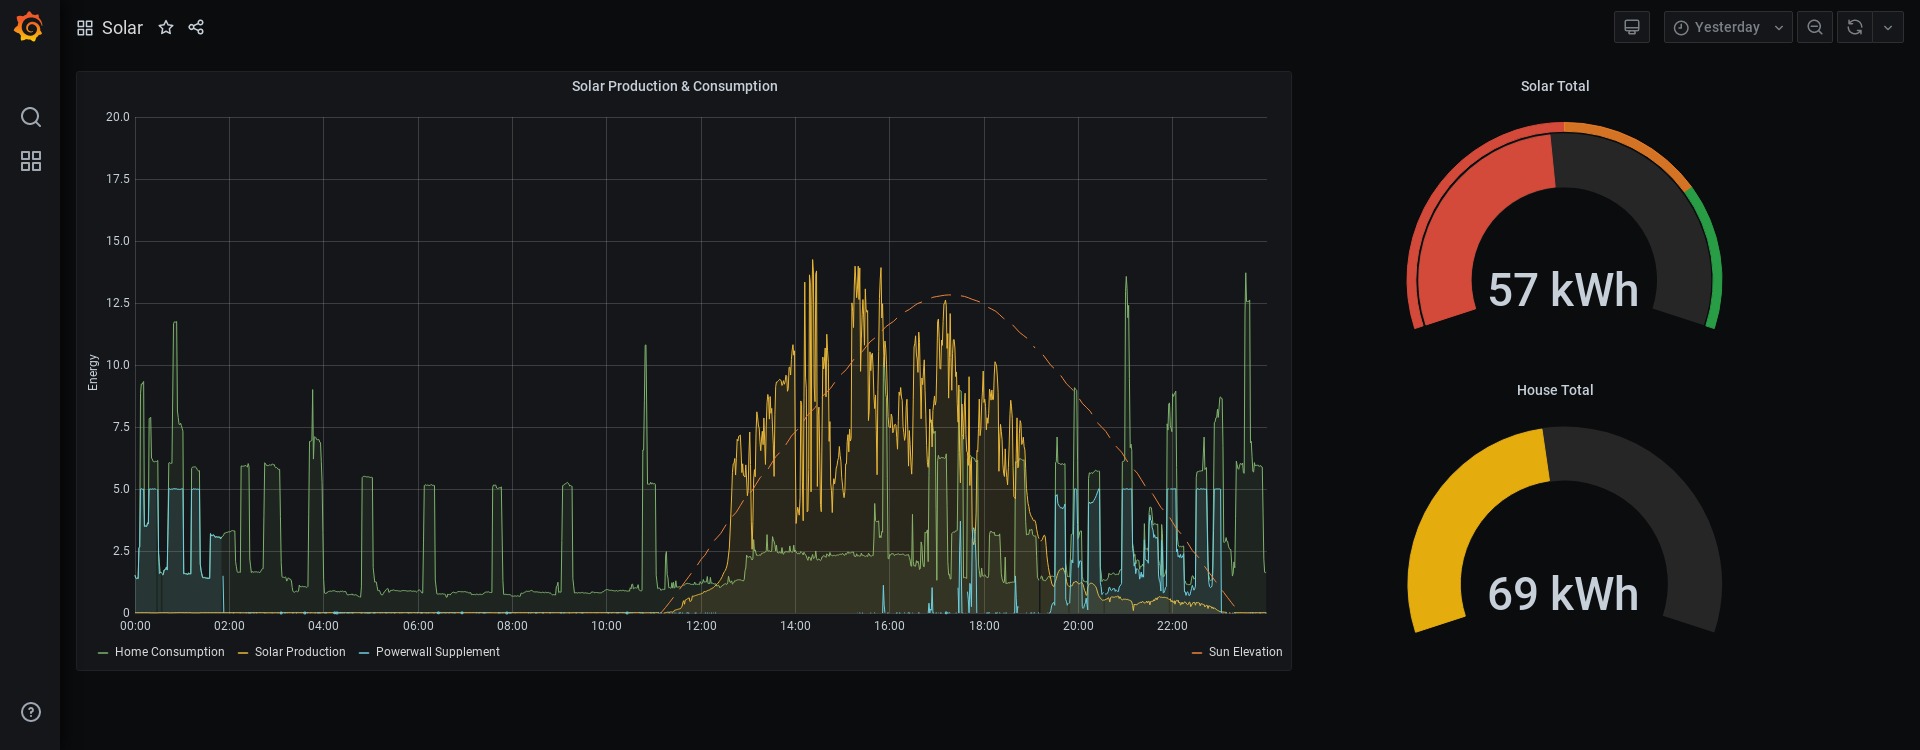 Solar
Yesterday
Solar Production & Consumption
20.0
17.5
15.0
12.5
10.0
7.5
5.0
2.5
0
Energy
00:00 02:00 04:00 06:00 08:00 10:00 12:00 14:00 16:00 18:00 20:00 22:00
Home Consumption Solar Production Powerwall Supplement Sun Elevation
Solar Total
57 kWh
House Total
69 kWh